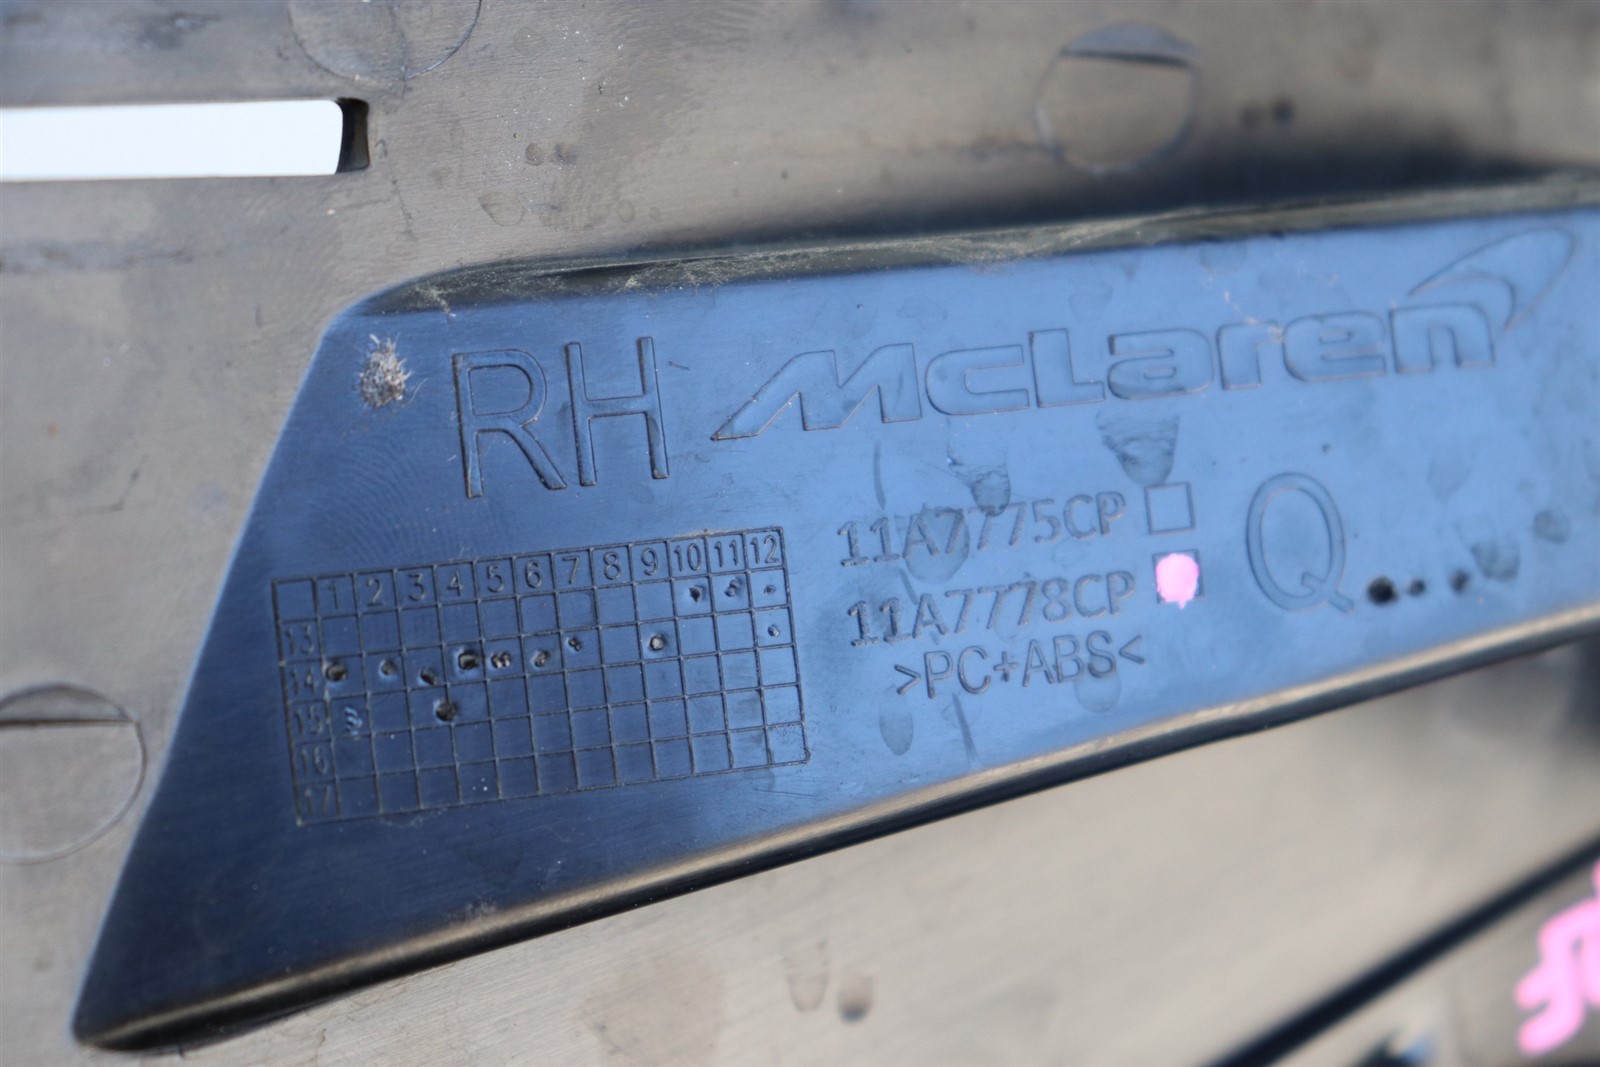 RH McLaren
11A7775CP
11A7778CP
>PC+ABS<
Q
1 2 3 4 5 6 7 8 9 10 11 12
13
14
15
16
17